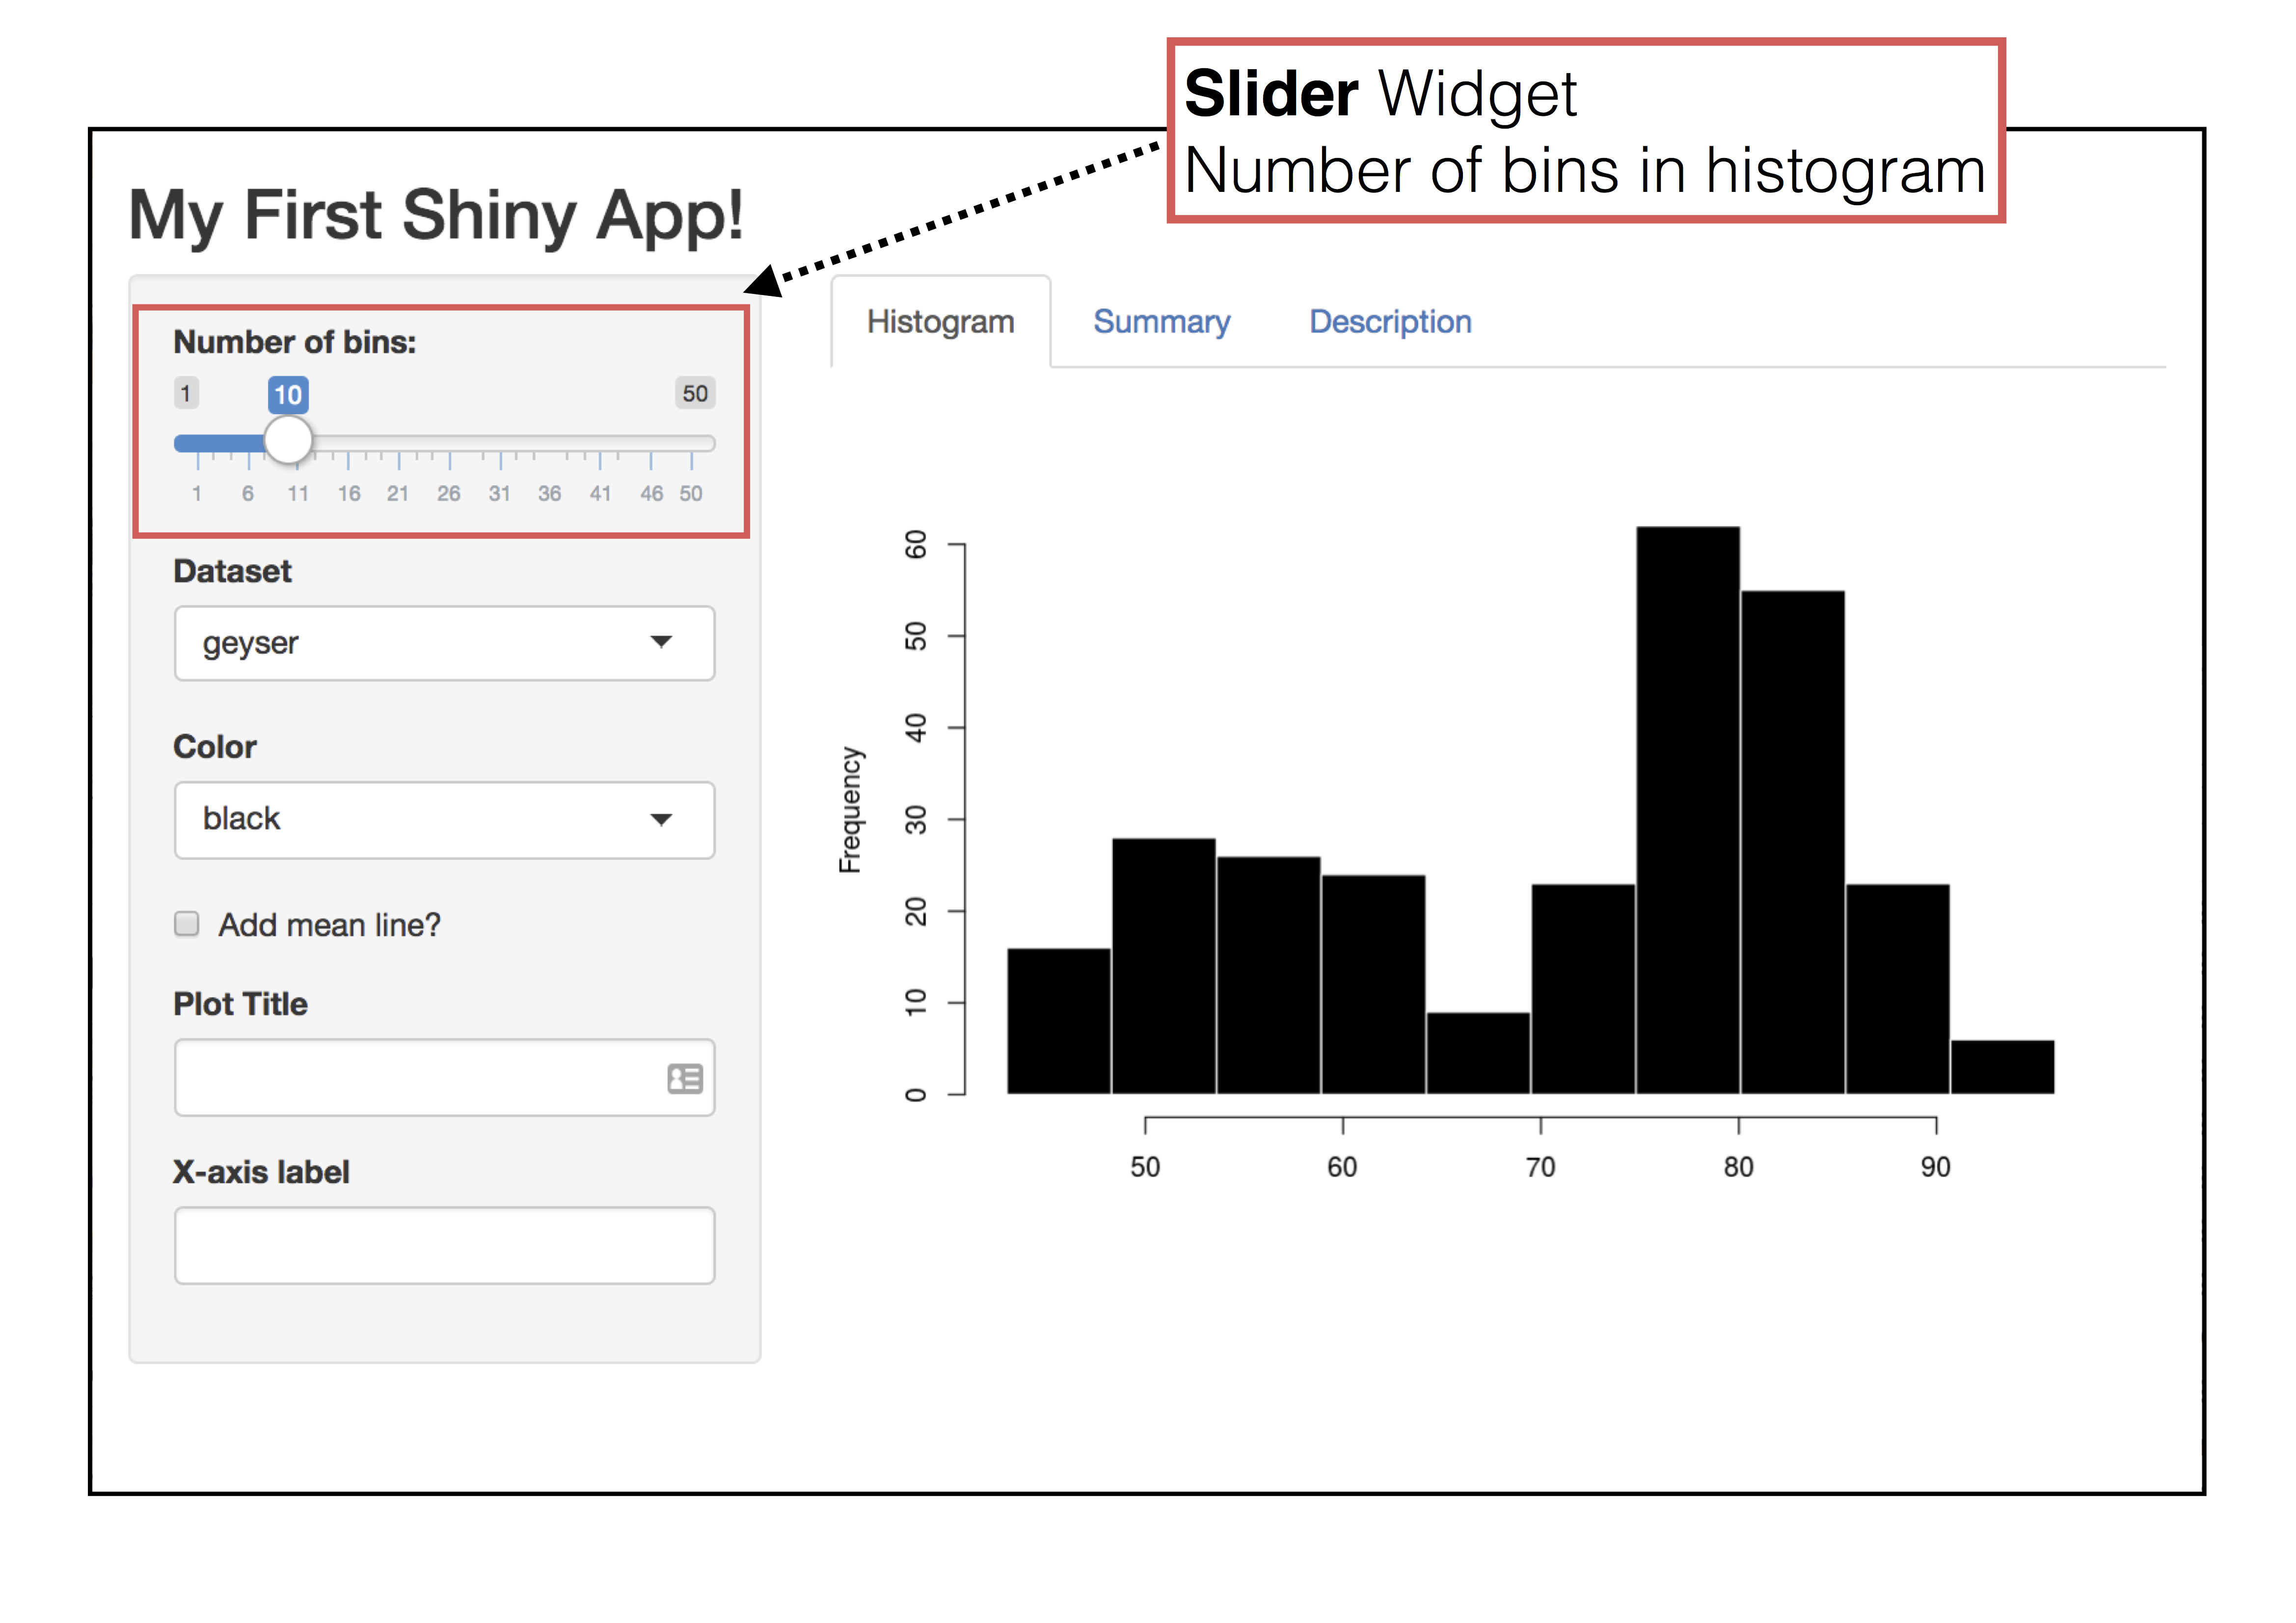 Slider Widget
Number of bins in histogram
My First Shiny App!
Number of bins:
1 10 50
1 6 11 16 21 26 31 36 41 46 50
Dataset
geyser
Color
black
Add mean line?
Plot Title
X-axis label
Histogram Summary Description
Frequency
60
50
40
30
20
10
0
50 60 70 80 90